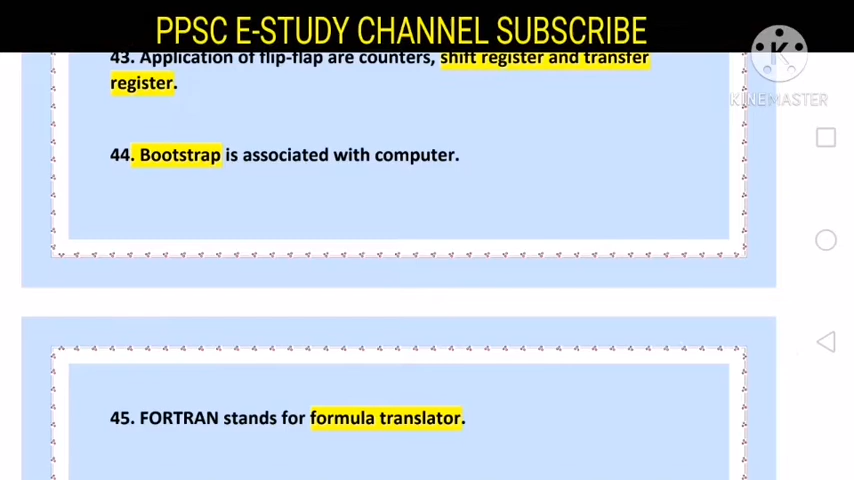 PPSC E-STUDY CHANNEL SUBSCRIBE
43. Application of flip-flap are counters, shift register and transfer
register.
KINEMASTER
44. Bootstrap is associated with computer.
45. FORTRAN stands for formula translator.